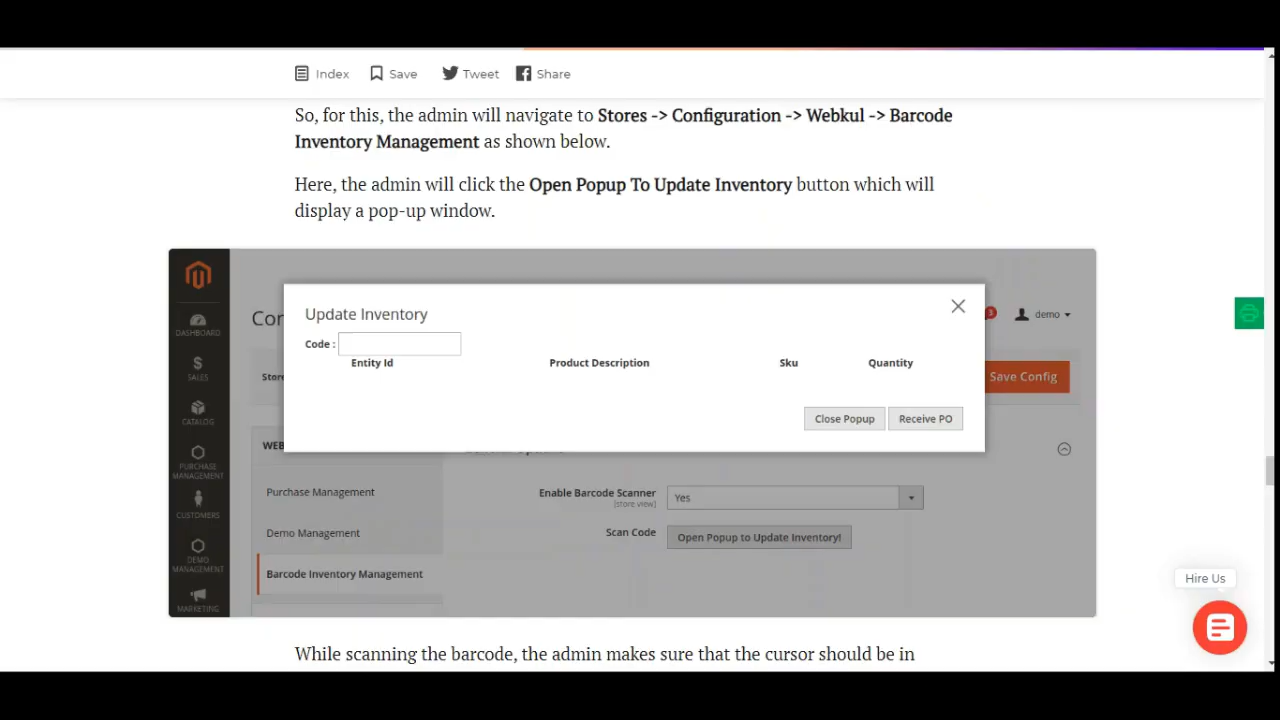 Index Save Tweet Share
So, for this, the admin will navigate to Stores -> Configuration -> Webkul -> Barcode
Inventory Management as shown below.
Here, the admin will click the Open Popup To Update Inventory button which will
display a pop-up window.
Update Inventory
Code :
Entity Id Product Description Sku Quantity
Close Popup Receive PO
Con
3
demo
Store
Save Config
WEB
DASHBOARD
SALES
CATALOG
PURCHASE
MANAGEMENT
CUSTOMERS
DEMO
MANAGEMENT
MARKETING
Purchase Management
Demo Management
Barcode Inventory Management
Enable Barcode Scanner Yes
[store view]
Scan Code Open Popup to Update Inventory!
Hire Us
While scanning the barcode, the admin makes sure that the cursor should be in